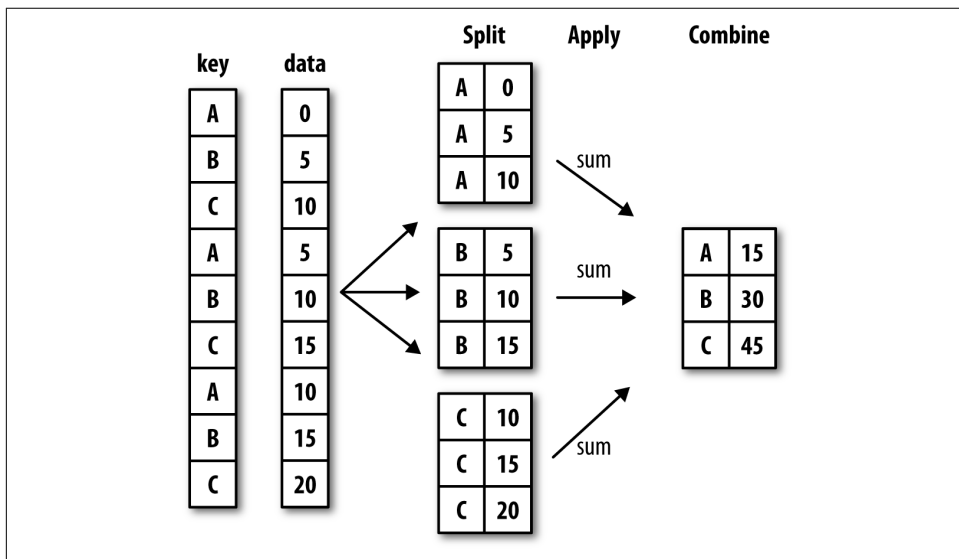 Split Apply Combine
key data
A 0
B 5
C 10
A 5
B 10
C 15
A 10
B 15
C 20
A 0
A 5
A 10
B 5
B 10
B 15
C 10
C 15
C 20
sum
sum
sum
A 15
B 30
C 45